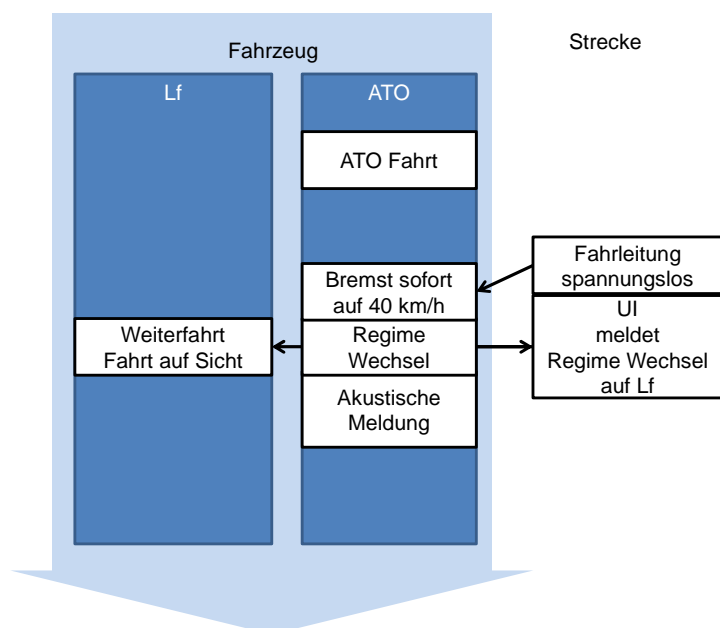 Fahrzeug
Strecke
Lf
ATO
ATO Fahrt
Fahrleitung
spannungslos
Bremst sofort
auf 40 km/h
UI
meldet
Regime Wechsel
auf Lf
Weiterfahrt
Fahrt auf Sicht
Regime
Wechsel
Akustische
Meldung